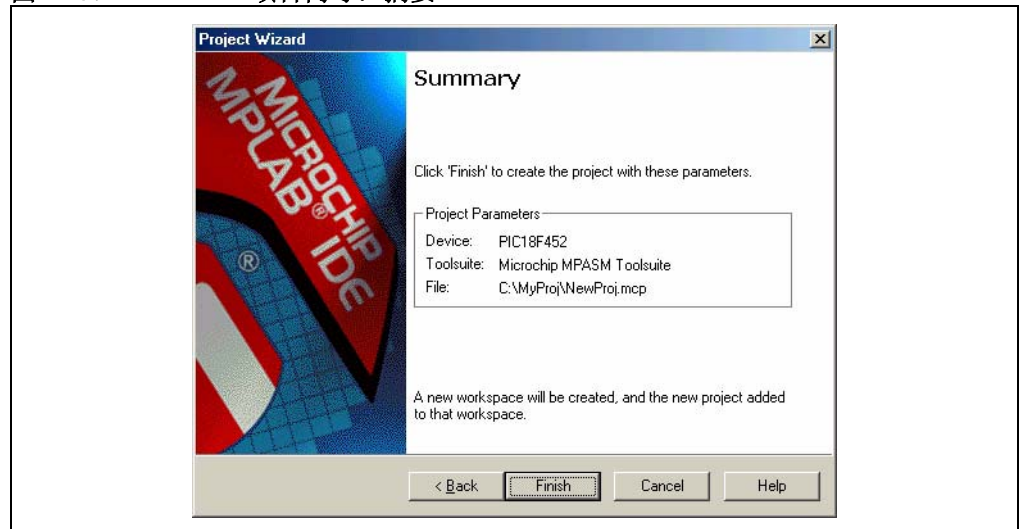 Project Wizard
MICROCHIP
MPLAB® IDE
®
Summary
Click 'Finish' to create the project with these parameters.
Project Parameters
Device: PIC18F452
Toolsuite: Microchip MPASM Toolsuite
File: C:\MyProj\NewProj.mcp
A new workspace will be created, and the new project added
to that workspace.
< Back Finish Cancel Help